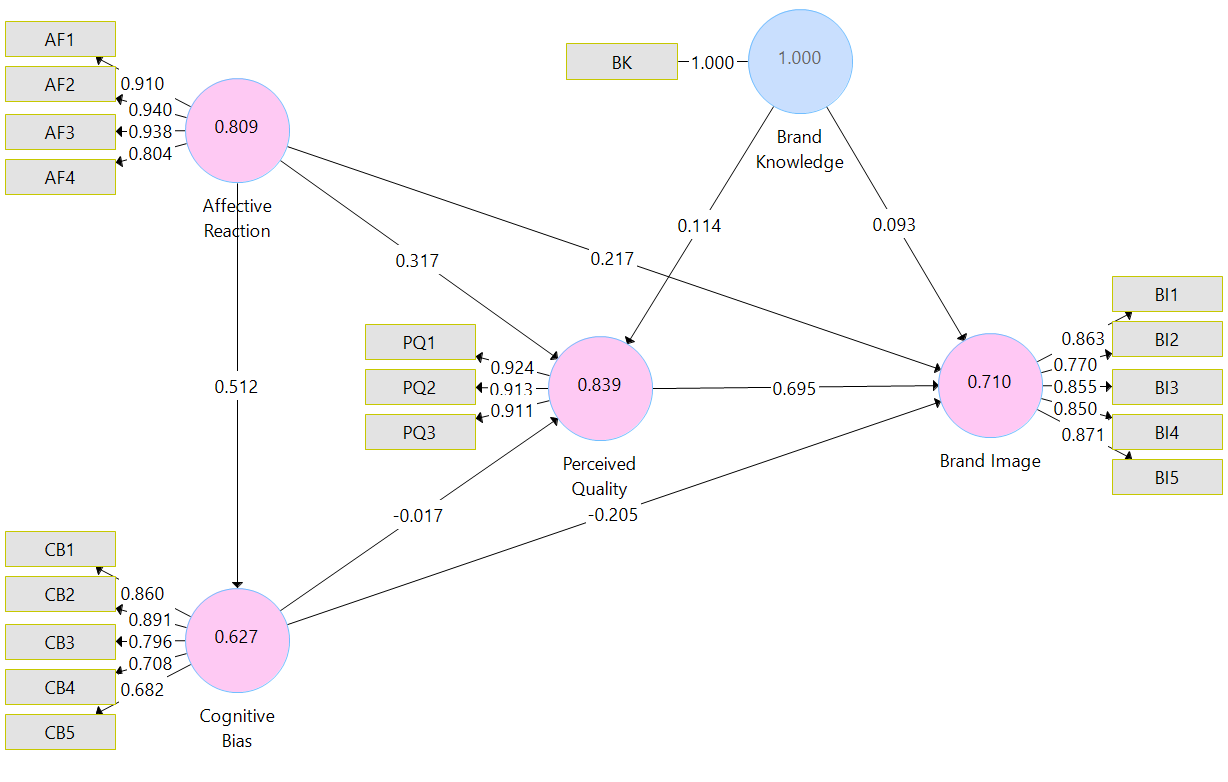 AF1
AF2
AF3
AF4
0.910
0.940
0.938
0.804
0.809
Affective
Reaction
BK
1.000
1.000
Brand
Knowledge
0.114
0.093
0.317
0.217
0.512
PQ1
PQ2
PQ3
0.924
0.913
0.911
0.839
Perceived
Quality
0.695
0.710
Brand Image
0.863
0.770
0.855
0.850
0.871
BI1
BI2
BI3
BI4
BI5
-0.017
-0.205
CB1
CB2
CB3
CB4
CB5
0.860
0.891
0.796
0.708
0.682
0.627
Cognitive
Bias